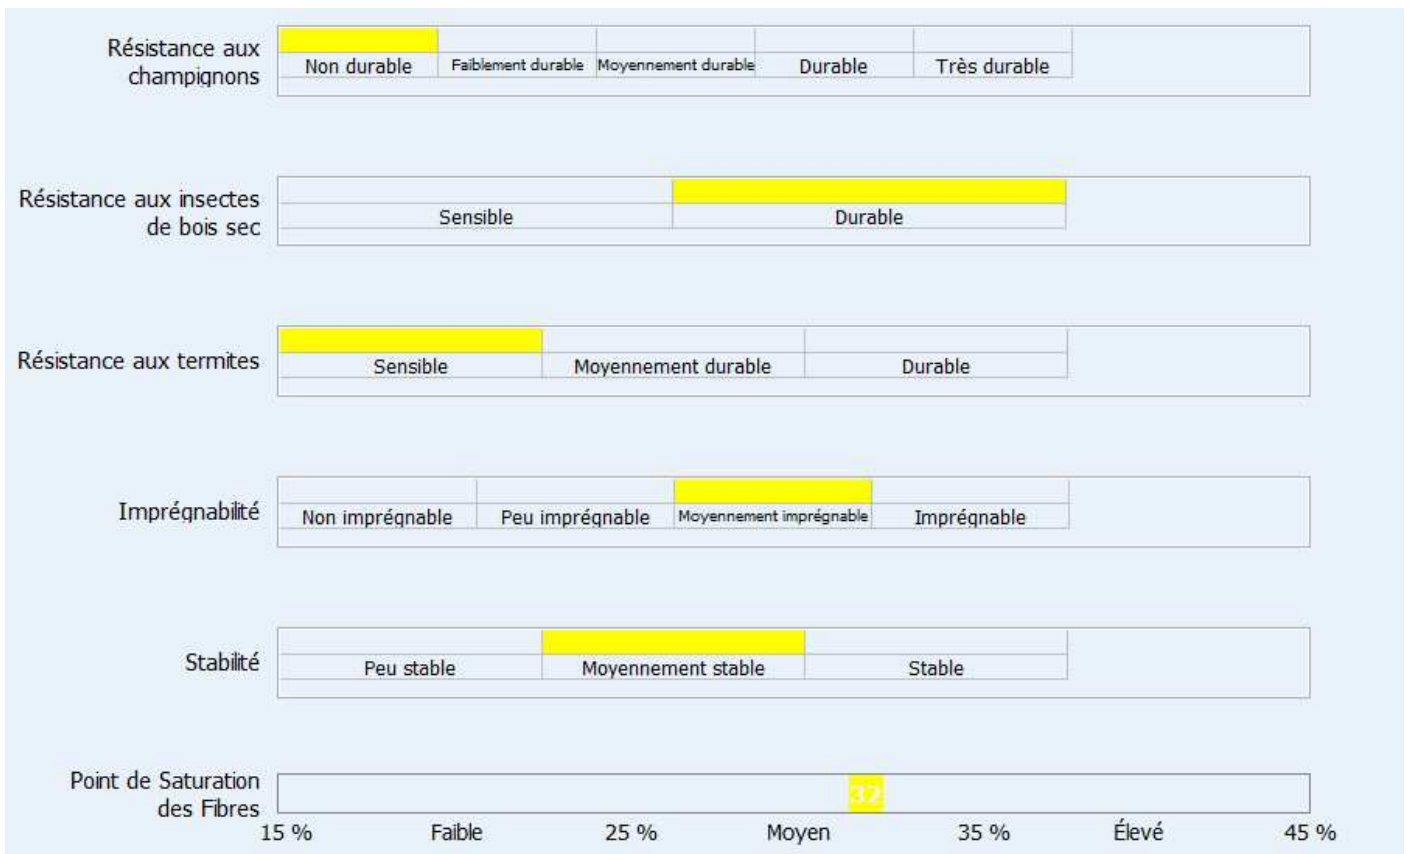 Résistance aux
champignons
Non durable Faiblement durable Moyennement durable Durable Très durable
Résistance aux insectes
de bois sec
Sensible Durable
Résistance aux termites
Sensible Moyennement durable Durable
Imprégnabilité
Non imprégnable Peu imprégnable Moyennement imprégnable Imprégnable
Stabilité
Peu stable Moyennement stable Stable
Point de Saturation
des Fibres
32
15 % Faible 25 % Moyen 35 % Élevé 45 %